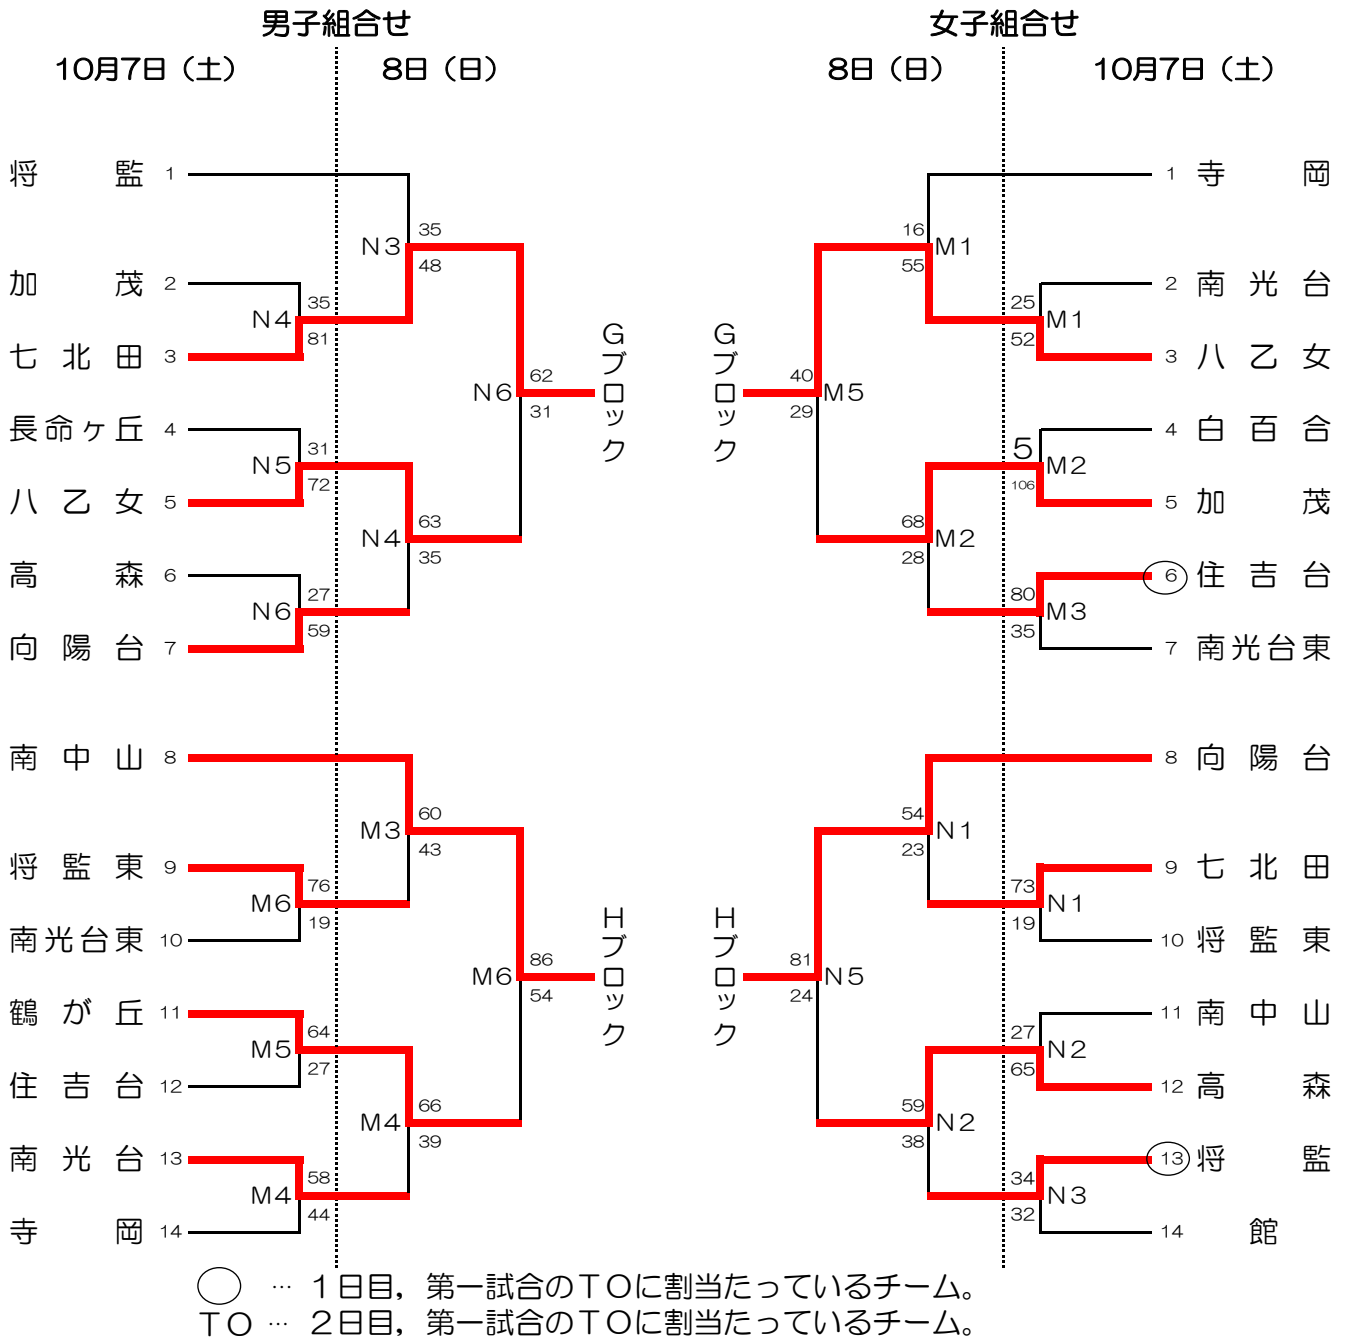 男子組合せ
10月7日（土）
8日（日）
将監 1
加茂 2
七北田 3
長命ヶ丘 4
八乙女 5
高森 6
向陽台 7
南中山 8
将監東 9
南光台東 10
鶴が丘 11
住吉台 12
南光台 13
寺岡 14
N4
35
81
N5
31
72
N6
27
59
M6
76
19
M5
64
27
M4
58
44
N3
35
48
N4
63
35
M3
60
43
M4
66
39
N6
62
31
M6
86
54
Gブロック
Hブロック
女子組合せ
8日（日）
10月7日（土）
Gブロック
Hブロック
40
29
M5
81
24
N5
16
55
M1
68
28
M2
54
23
N1
59
38
N2
25
52
M1
5
106
M2
80
35
M3
73
19
N1
27
65
N2
34
32
N3
1 寺岡
2 南光台
3 八乙女
4 白百合
5 加茂
6 住吉台
7 南光台東
8 向陽台
9 七北田
10 将監東
11 南中山
12 高森
13 将監
14 館
… 1日目，第一試合のTOに割当たっているチーム。
TO … 2日目，第一試合のTOに割当たっているチーム。